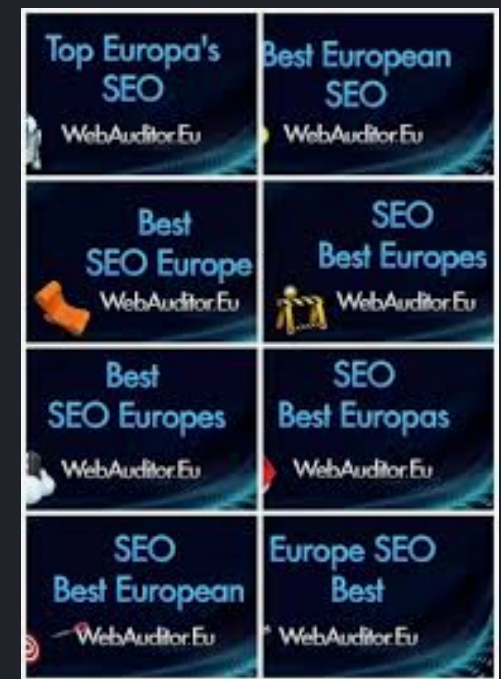 Top Europa's
SEO
WebAuditor.Eu
Best European
SEO
WebAuditor.Eu
Best
SEO Europe
WebAuditor.Eu
SEO
Best Europes
WebAuditor.Eu
Best
SEO Europes
WebAuditor.Eu
SEO
Best Europas
WebAuditor.Eu
SEO
Best European
WebAuditor.Eu
Europe SEO
Best
WebAuditor.Eu